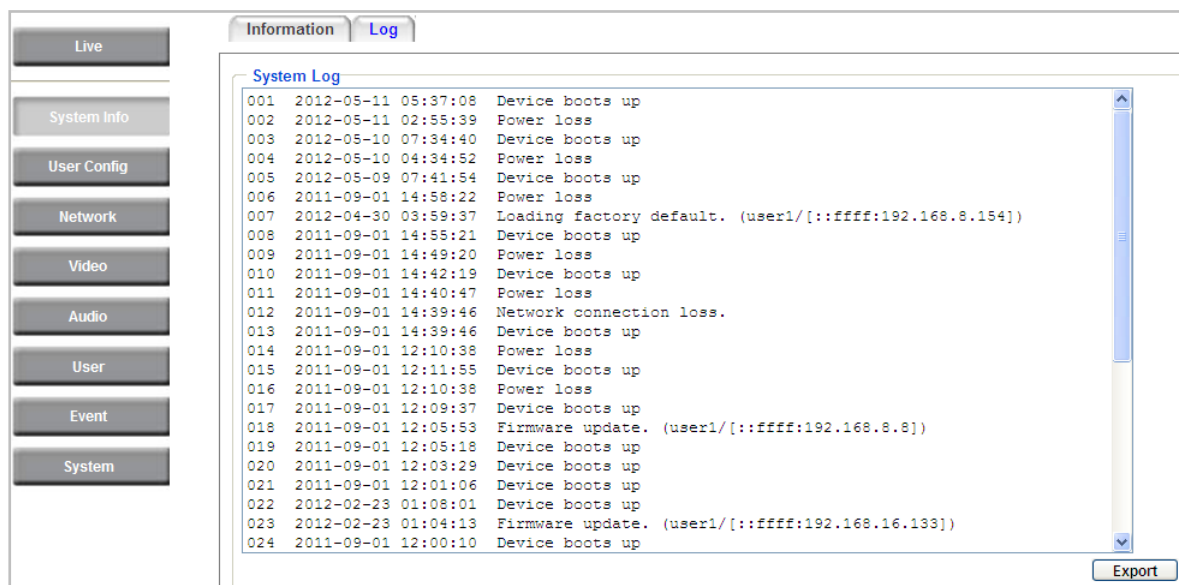 Live
System Info
User Config
Network
Video
Audio
User
Event
System
Information
Log
System Log
001 2012-05-11 05:37:08 Device boots up
002 2012-05-11 02:55:39 Power loss
003 2012-05-10 07:34:40 Device boots up
004 2012-05-10 04:34:52 Power loss
005 2012-05-09 07:41:54 Device boots up
006 2011-09-01 14:58:22 Power loss
007 2012-04-30 03:59:37 Loading factory default. (user1/[::ffff:192.168.8.154])
008 2011-09-01 14:55:21 Device boots up
009 2011-09-01 14:49:20 Power loss
010 2011-09-01 14:42:19 Device boots up
011 2011-09-01 14:40:47 Power loss
012 2011-09-01 14:39:46 Network connection loss.
013 2011-09-01 14:39:46 Device boots up
014 2011-09-01 12:10:38 Power loss
015 2011-09-01 12:11:55 Device boots up
016 2011-09-01 12:10:38 Power loss
017 2011-09-01 12:09:37 Device boots up
018 2011-09-01 12:05:53 Firmware update. (user1/[::ffff:192.168.8.8])
019 2011-09-01 12:05:18 Device boots up
020 2011-09-01 12:03:29 Device boots up
021 2011-09-01 12:01:06 Device boots up
022 2012-02-23 01:08:01 Device boots up
023 2012-02-23 01:04:13 Firmware update. (user1/[::ffff:192.168.16.133])
024 2011-09-01 12:00:10 Device boots up
Export